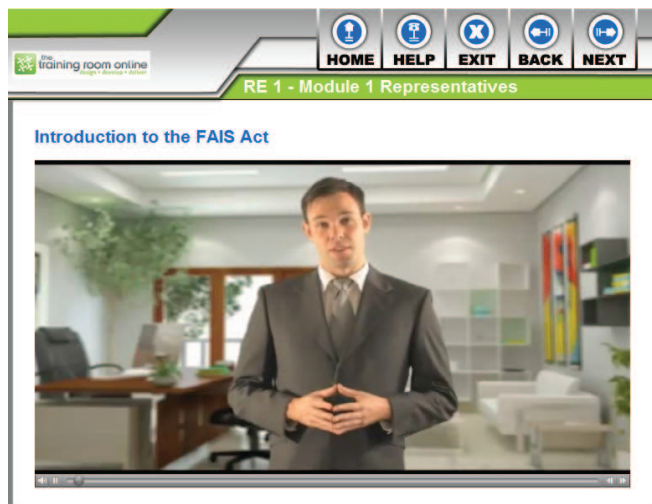 HOME HELP EXIT BACK NEXT
the
training room online
design • develop • deliver
RE 1 - Module 1 Representatives
Introduction to the FAIS Act